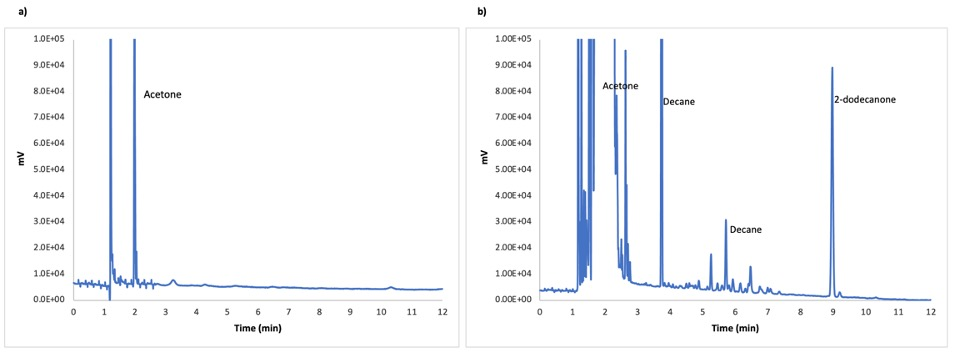 a)
1.0E+05
9.0E+04
8.0E+04
7.0E+04
6.0E+04
5.0E+04
4.0E+04
3.0E+04
2.0E+04
1.0E+04
0.0E+00
mV
Acetone
0 1 2 3 4 5 6 7 8 9 10 11 12
Time (min)
b)
1.00E+05
9.00E+04
8.00E+04
7.00E+04
6.00E+04
5.00E+04
4.00E+04
3.00E+04
2.00E+04
1.00E+04
0.00E+00
mV
Acetone
Decane
2-dodecanone
Decane
0 1 2 3 4 5 6 7 8 9 10 11 12
Time (min)